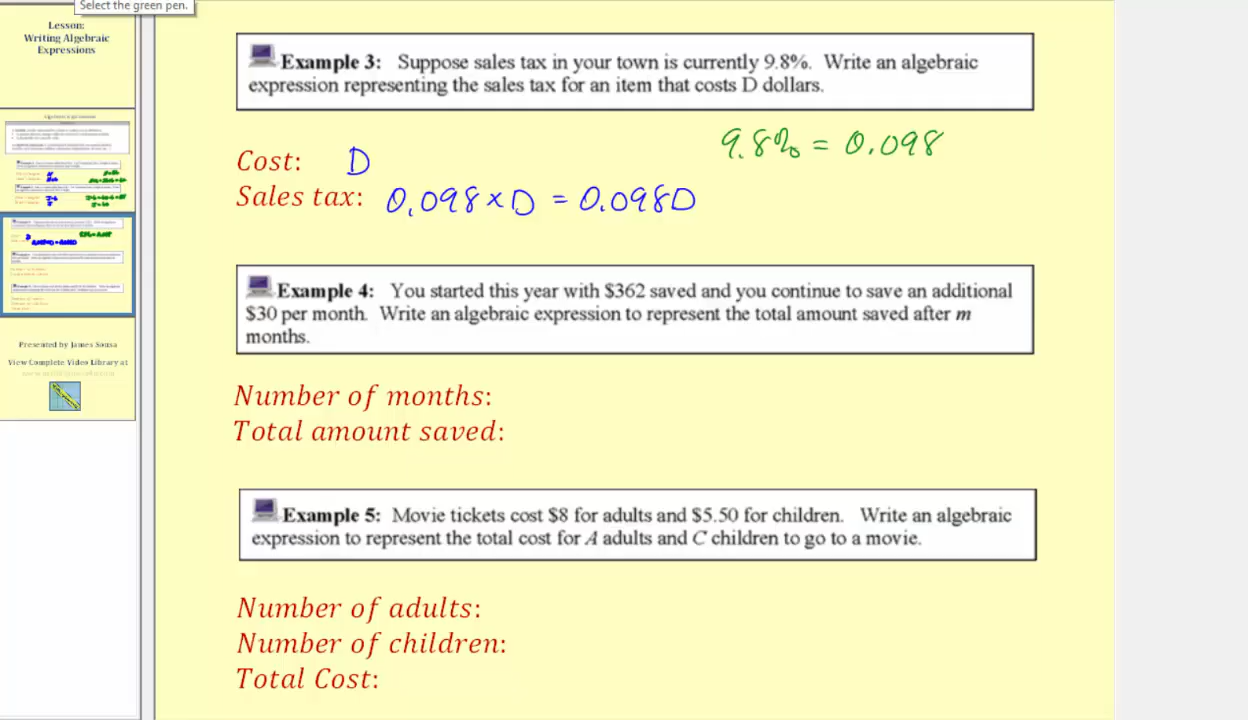 Select the green pen.
Lesson:
Writing Algebraic
Expressions
Presented by James Sousa
View Complete Video Library at
Example 3: Suppose sales tax in your town is currently 9.8%. Write an algebraic
expression representing the sales tax for an item that costs D dollars.
9.8% = 0.098
Cost: D
Sales tax: 0.098 × D = 0.098D
Example 4: You started this year with $362 saved and you continue to save an additional
$30 per month. Write an algebraic expression to represent the total amount saved after m
months.
Number of months:
Total amount saved:
Example 5: Movie tickets cost $8 for adults and $5.50 for children. Write an algebraic
expression to represent the total cost for A adults and C children to go to a movie.
Number of adults:
Number of children:
Total Cost: